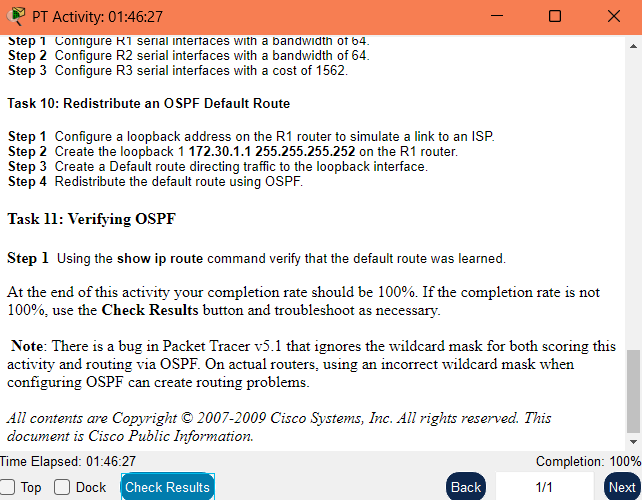 PT Activity: 01:46:27
Step 1 Configure R1 serial interfaces with a bandwidth of 64.
Step 2 Configure R2 serial interfaces with a bandwidth of 64.
Step 3 Configure R3 serial interfaces with a cost of 1562.
Task 10: Redistribute an OSPF Default Route
Step 1 Configure a loopback address on the R1 router to simulate a link to an ISP.
Step 2 Create the loopback 1 172.30.1.1 255.255.255.252 on the R1 router.
Step 3 Create a Default route directing traffic to the loopback interface.
Step 4 Redistribute the default route using OSPF.
Task 11: Verifying OSPF
Step 1 Using the show ip route command verify that the default route was learned.
At the end of this activity your completion rate should be 100%. If the completion rate is not
100%, use the Check Results button and troubleshoot as necessary.
Note: There is a bug in Packet Tracer v5.1 that ignores the wildcard mask for both scoring this
activity and routing via OSPF. On actual routers, using an incorrect wildcard mask when
configuring OSPF can create routing problems.
All contents are Copyright © 2007-2009 Cisco Systems, Inc. All rights reserved. This
document is Cisco Public Information.
Time Elapsed: 01:46:27 Completion: 100%
Top Dock Check Results Back 1/1 Next